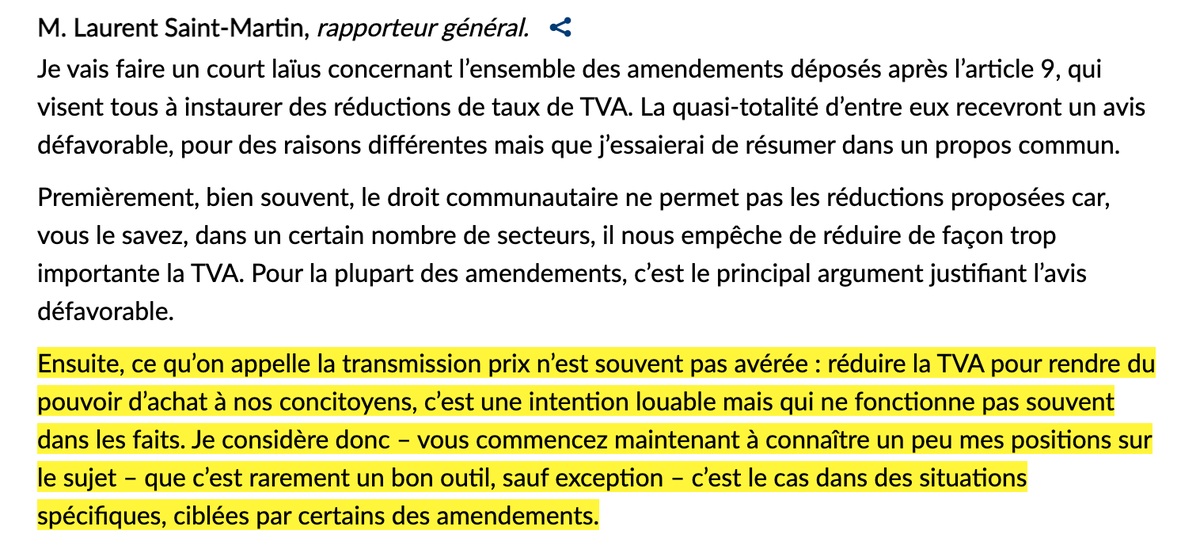 M. Laurent Saint-Martin, rapporteur général.
Je vais faire un court laïus concernant l’ensemble des amendements déposés après l’article 9, qui
visent tous à instaurer des réductions de taux de TVA. La quasi-totalité d’entre eux recevront un avis
défavorable, pour des raisons différentes mais que j’essaierai de résumer dans un propos commun.
Premièrement, bien souvent, le droit communautaire ne permet pas les réductions proposées car,
vous le savez, dans un certain nombre de secteurs, il nous empêche de réduire de façon trop
importante la TVA. Pour la plupart des amendements, c’est le principal argument justifiant l’avis
défavorable.
Ensuite, ce qu’on appelle la transmission prix n’est souvent pas avérée : réduire la TVA pour rendre du
pouvoir d’achat à nos concitoyens, c’est une intention louable mais qui ne fonctionne pas souvent
dans les faits. Je considère donc – vous commencez maintenant à connaître un peu mes positions sur
le sujet – que c’est rarement un bon outil, sauf exception – c’est le cas dans des situations
spécifiques, ciblées par certains des amendements.